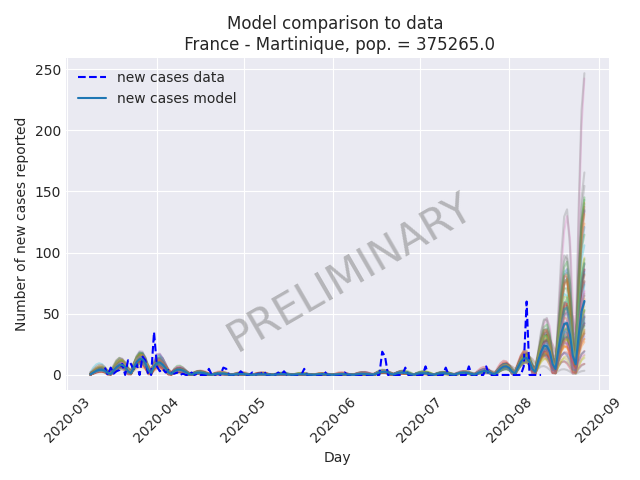 Model comparison to data
France - Martinique, pop. = 375265.0
250
200
150
100
50
0
Number of new cases reported
new cases data
new cases model
PRELIMINARY
2020-03
2020-04
2020-05
2020-06
2020-07
2020-08
2020-09
Day